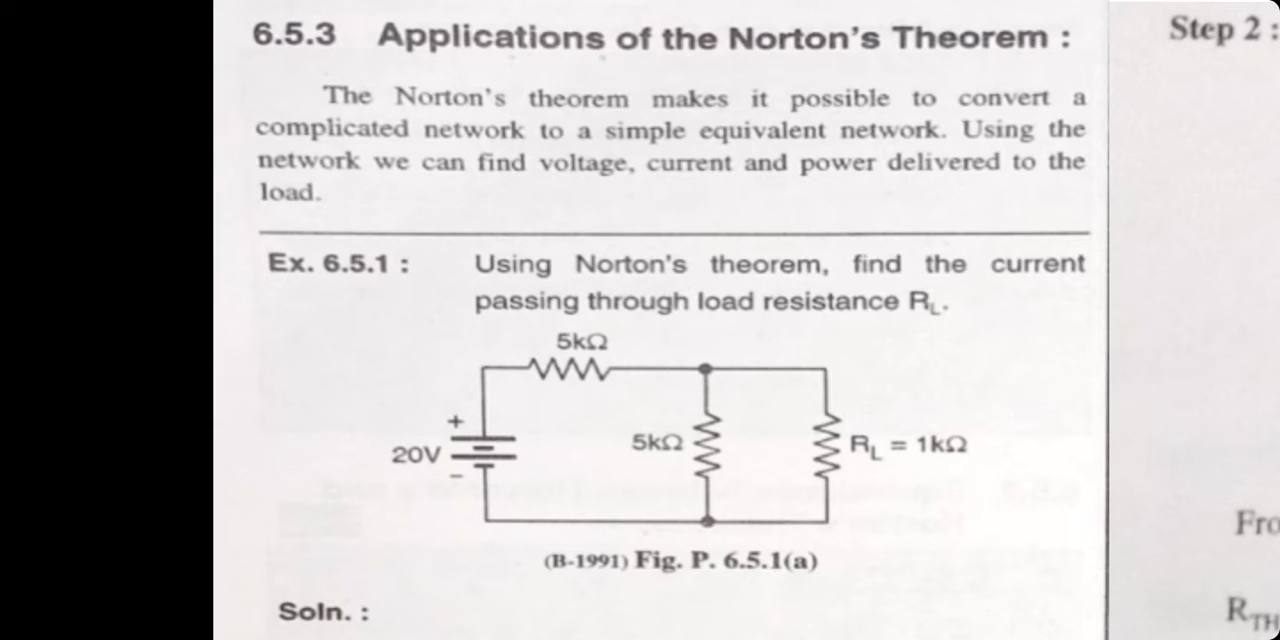 6.5.3 Applications of the Norton's Theorem :
The Norton's theorem makes it possible to convert a
complicated network to a simple equivalent network. Using the
network we can find voltage, current and power delivered to the
load.
Ex. 6.5.1 : Using Norton's theorem, find the current
passing through load resistance R_L.
5kΩ
+
20V
−
5kΩ
R_L = 1kΩ
(B-1991) Fig. P. 6.5.1(a)
Soln. :
Step 2 :
Fro
R_TH